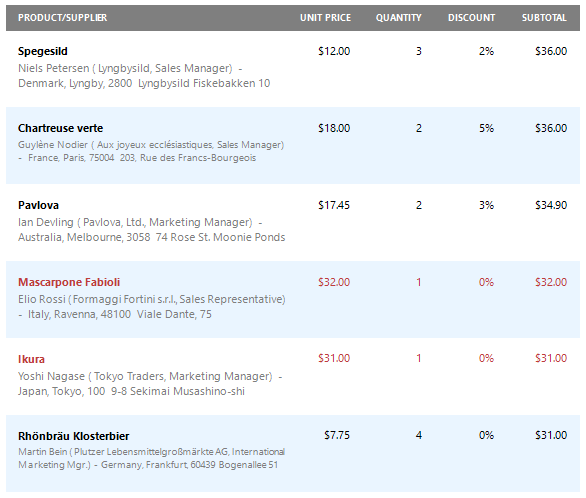 PRODUCT/SUPPLIER UNIT PRICE QUANTITY DISCOUNT SUBTOTAL
Spegesild $12.00 3 2% $36.00
Niels Petersen ( Lyngbysild, Sales Manager) -
Denmark, Lyngby, 2800 Lyngbysild Fiskebakken 10
Chartreuse verte $18.00 2 5% $36.00
Guylène Nodier ( Aux joyeux ecclésiastiques, Sales Manager)
- France, Paris, 75004 203, Rue des Francs-Bourgeois
Pavlova $17.45 2 3% $34.90
Ian Devling ( Pavlova, Ltd., Marketing Manager) -
Australia, Melbourne, 3058 74 Rose St. Moonie Ponds
Mascarpone Fabioli $32.00 1 0% $32.00
Elio Rossi ( Formaggi Fortini s.r.l., Sales Representative)
- Italy, Ravenna, 48100 Viale Dante, 75
Ikura $31.00 1 0% $31.00
Yoshi Nagase ( Tokyo Traders, Marketing Manager) -
Japan, Tokyo, 100 9-8 Sekimai Musashino-shi
Rhönbräu Klosterbier $7.75 4 0% $31.00
Martin Bein ( Plutzer Lebensmittelgroßmärkte AG, International
Marketing Mgr.) - Germany, Frankfurt, 60439 Bogenallee 51